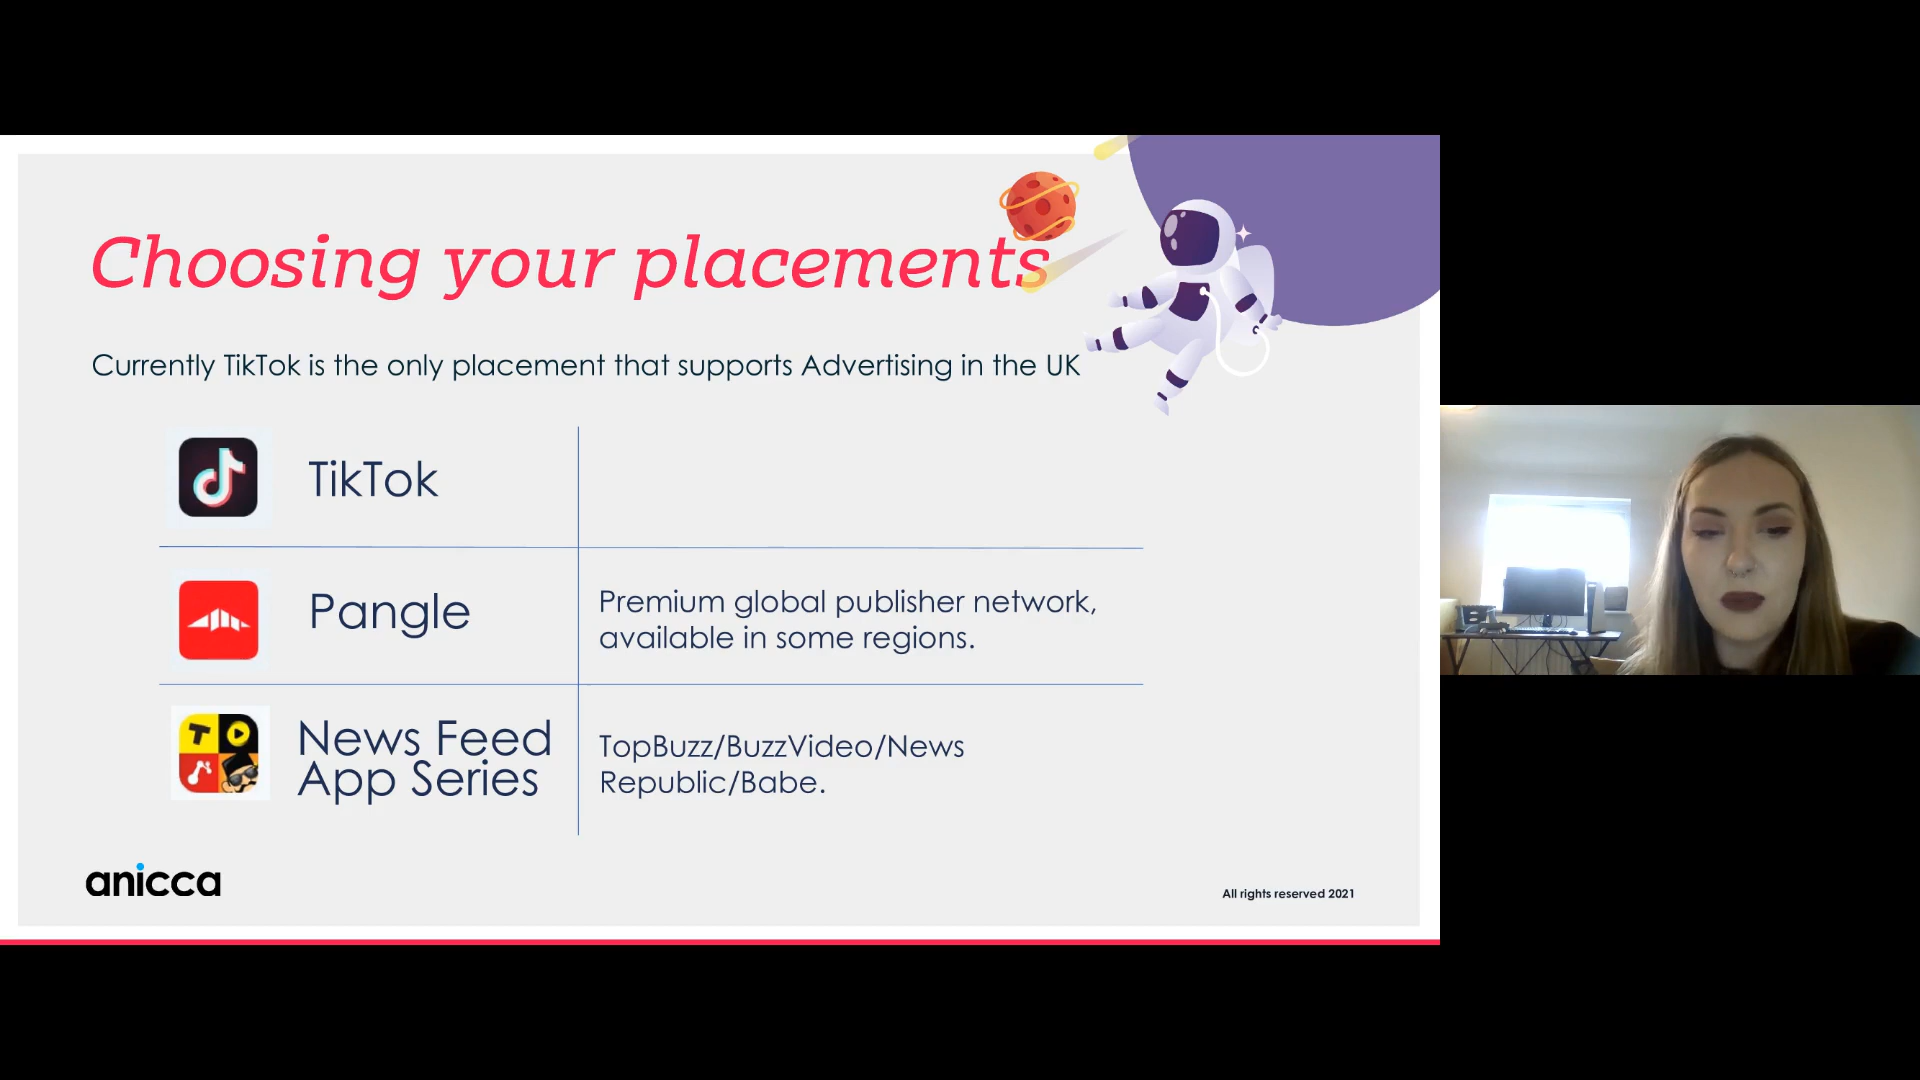 Choosing your placements
Currently TikTok is the only placement that supports Advertising in the UK
TikTok
Pangle
Premium global publisher network,
available in some regions.
News Feed
App Series
TopBuzz/BuzzVideo/News
Republic/Babe.
anicca
All rights reserved 2021